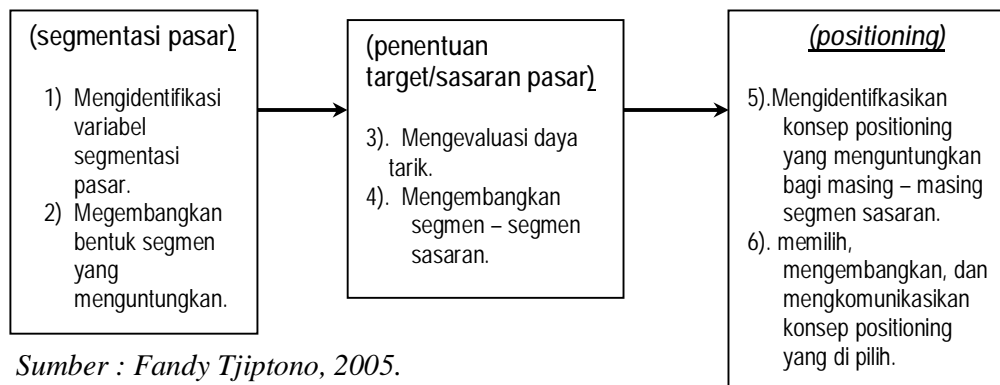 (segmentasi pasar)
1) Mengidentifikasi
variabel
segmentasi
pasar.
2) Megembangkan
bentuk segmen
yang
menguntungkan.
(penentuan
target/sasaran pasar)
3). Mengevaluasi daya
tarik.
4). Mengembangkan
segmen – segmen
sasaran.
(positioning)
5).Mengidentifkasikan
konsep positioning
yang menguntungkan
bagi masing – masing
segmen sasaran.
6). memilih,
mengembangkan, dan
mengkomunikasikan
konsep positioning
yang di pilih.
Sumber : Fandy Tjiptono, 2005.